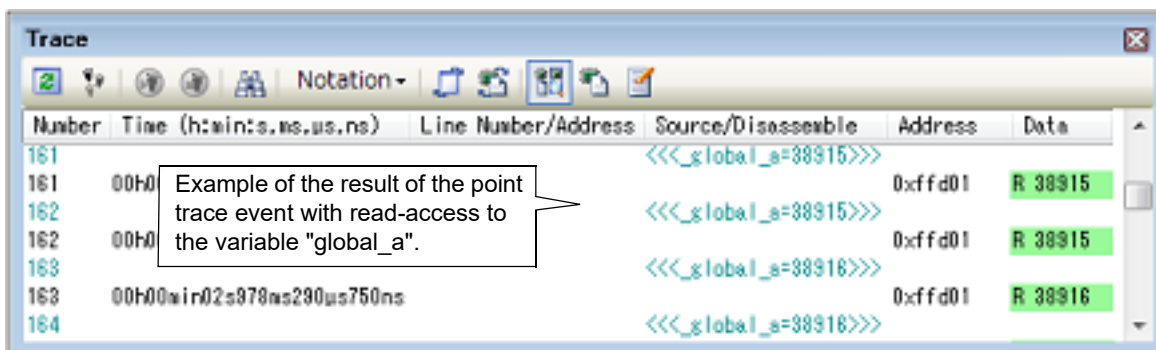 Trace
Notation
Number Time (h:min:s,ms,µs,ns) Line Number/Address Source/Disassemble Address Data
161 <<<_global_a=38915>>>
161 00h00 0xffd01 R 38915
162 <<<_global_a=38915>>>
162 00h0 0xffd01 R 38915
163 <<<_global_a=38916>>>
163 00h00min02s978ms290µs750ns 0xffd01 R 38916
164 <<<_global_a=38916>>>
Example of the result of the point
trace event with read-access to
the variable "global_a".